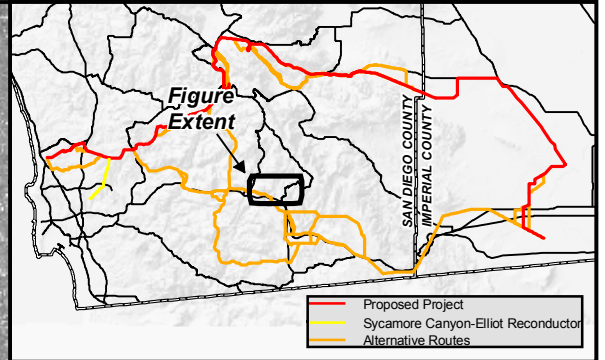 Figure
Extent
SAN DIEGO COUNTY
IMPERIAL COUNTY
Proposed Project
Sycamore Canyon-Elliot Reconductor
Alternative Routes